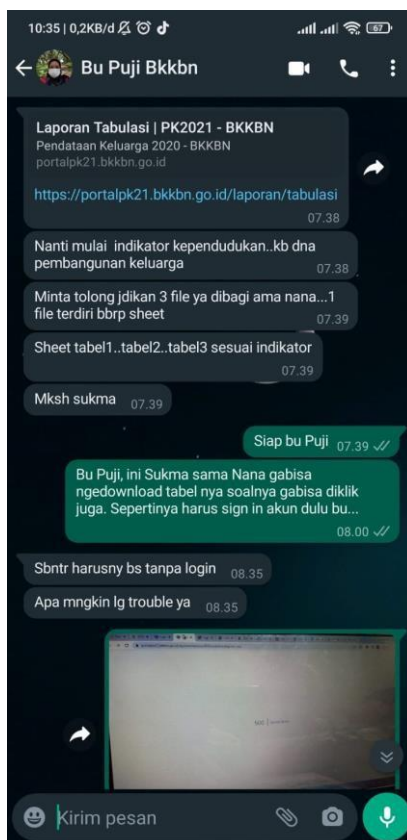 10:35 | 0,2KB/d
67
Bu Puji Bkkbn
Laporan Tabulasi | PK2021 - BKKBN
Pendataan Keluarga 2020 - BKKBN
portalpk21.bkkbn.go.id
https://portalpk21.bkkbn.go.id/laporan/tabulasi
07.38
Nanti mulai indikator kependudukan..kb dna
pembangunan keluarga
07.38
Minta tolong jdikan 3 file ya dibagi ama nana...1
file terdiri bbrp sheet
07.39
Sheet tabel1..tabel2..tabel3 sesuai indikator
07.39
Mksh sukma 07.39
Siap bu Puji 07.39
Bu Puji, ini Sukma sama Nana gabisa
ngedownload tabel nya soalnya gabisa diklik
juga. Sepertinya harus sign in akun dulu bu...
08.00
Sbntr harusny bs tanpa login 08.35
Apa mngkin lg trouble ya 08.35
Kirim pesan